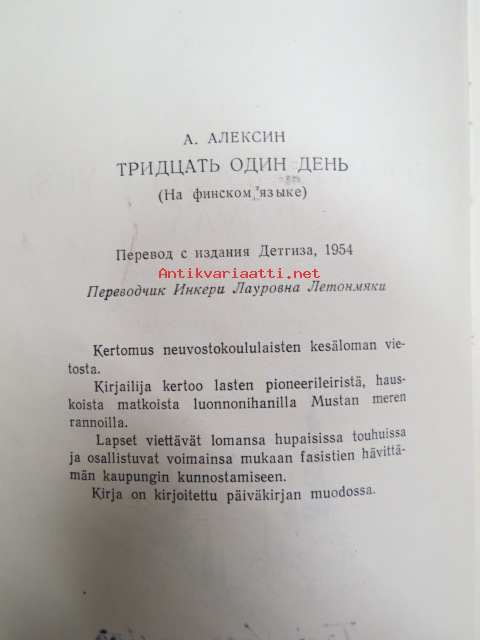 А. АЛЕКСИН
ТРИДЦАТЬ ОДИН ДЕНЬ
(На финском языке)
Перевод с издания Детгиза, 1954
Antikvariaatti.net
Переводчик Инкери Лауровна Летонмяки
Kertomus neuvostokoululaisten kesäloman vie-
tosta.
Kirjailija kertoo lasten pioneerileiristä, haus-
koista matkoista luonnonihanilla Mustan meren
rannoilla.
Lapset viettävät lomansa hupaisissa touhuissa
ja osallistuvat voimainsa mukaan fasistien hävittä-
män kaupungin kunnostamiseen.
Kirja on kirjoitettu päiväkirjan muodossa.